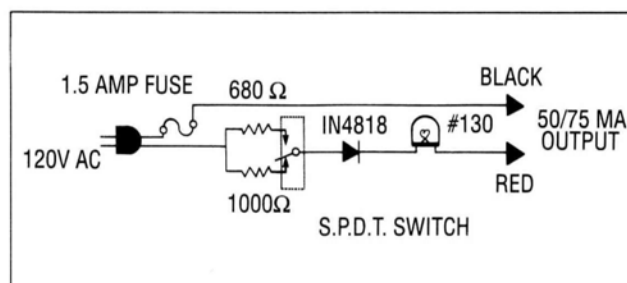 BLACK
1.5 AMP FUSE
680 Ω
IN4818
#130
50/75 MA
OUTPUT
120V AC
RED
1000Ω
S.P.D.T. SWITCH